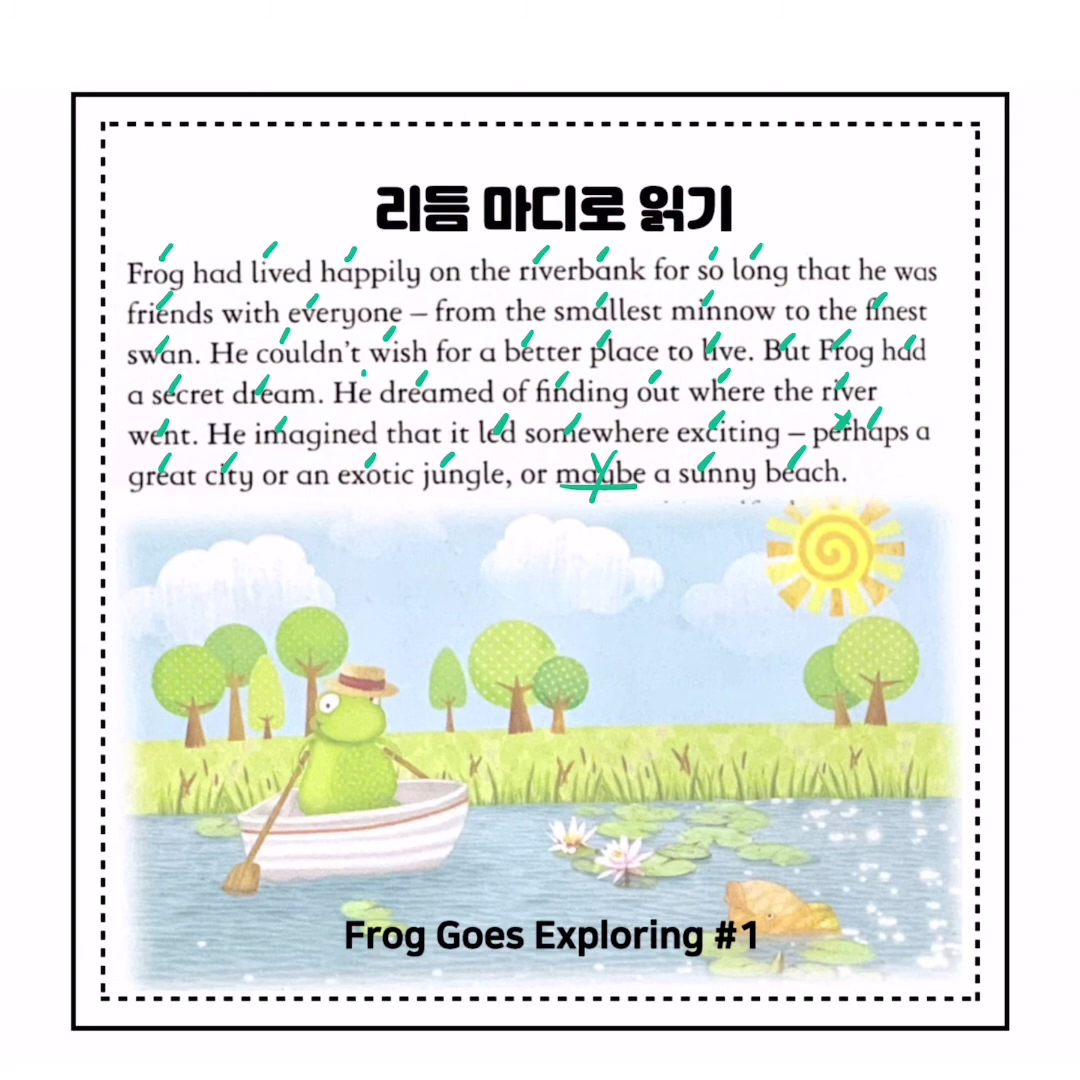 리듬 마디로 읽기
Frog had lived happily on the riverbank for so long that he was
friends with everyone – from the smallest minnow to the finest
swan. He couldn't wish for a better place to live. But Frog had
a secret dream. He dreamed of finding out where the river
went. He imagined that it led somewhere exciting – perhaps a
great city or an exotic jungle, or maybe a sunny beach.
Frog Goes Exploring #1